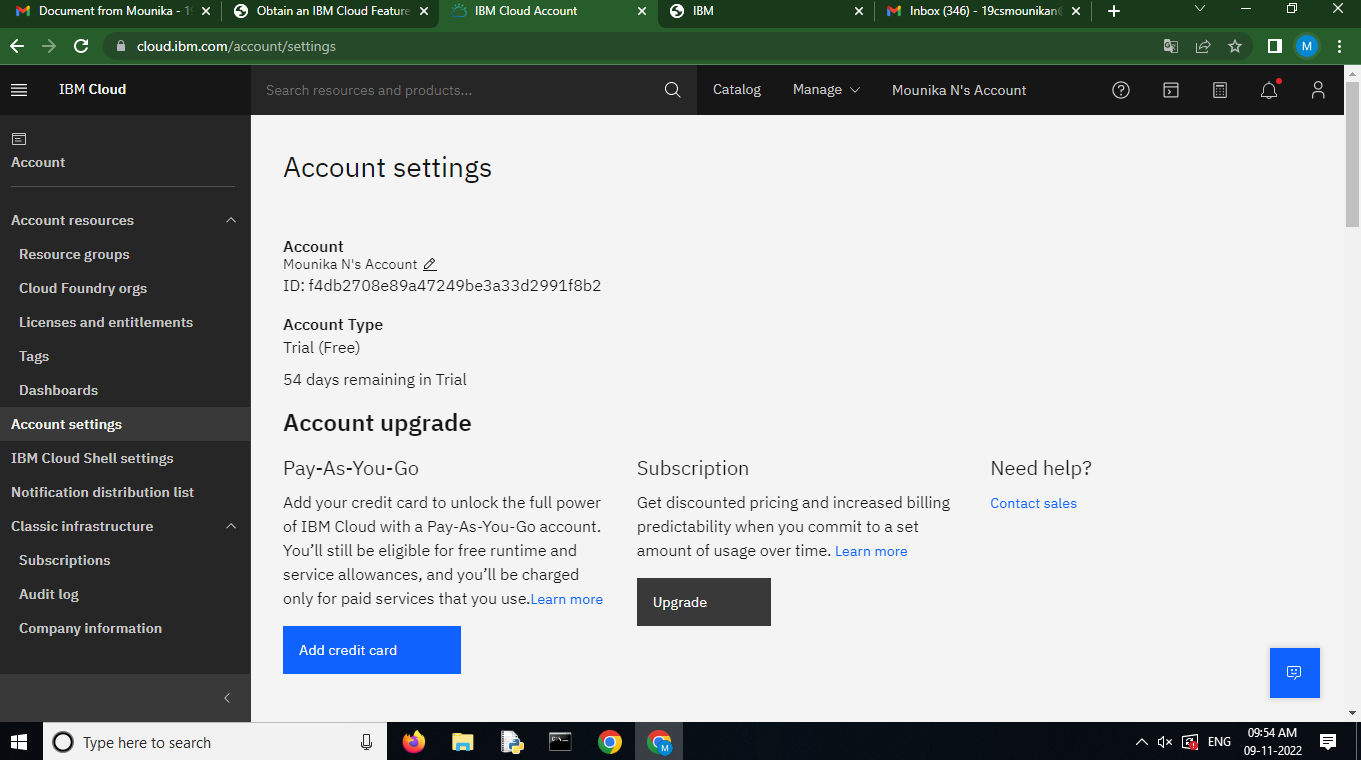 Document from Mounika - 19
Obtain an IBM Cloud Feature
IBM Cloud Account
IBM
Inbox (346) - 19csmounikan@
cloud.ibm.com/account/settings
M
IBM Cloud
Search resources and products...
Catalog
Manage
Mounika N's Account
Account
Account resources
Resource groups
Cloud Foundry orgs
Licenses and entitlements
Tags
Dashboards
Account settings
IBM Cloud Shell settings
Notification distribution list
Classic infrastructure
Subscriptions
Audit log
Company information
Account settings
Account
Mounika N's Account
ID: f4db2708e89a47249be3a33d2991f8b2
Account Type
Trial (Free)
54 days remaining in Trial
Account upgrade
Pay-As-You-Go
Add your credit card to unlock the full power
of IBM Cloud with a Pay-As-You-Go account.
You’ll still be eligible for free runtime and
service allowances, and you’ll be charged
only for paid services that you use.Learn more
Add credit card
Subscription
Get discounted pricing and increased billing
predictability when you commit to a set
amount of usage over time. Learn more
Upgrade
Need help?
Contact sales
Type here to search
M
ENG
09:54 AM
09-11-2022